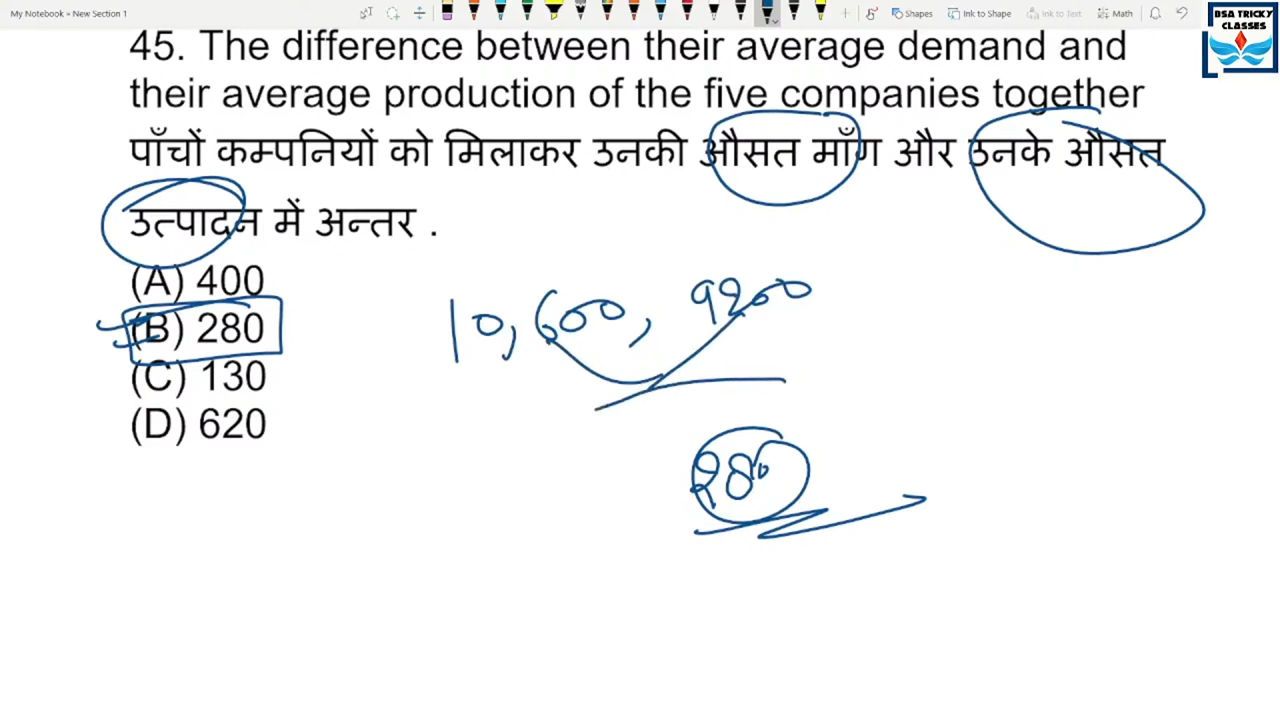 My Notebook » New Section 1
Shapes Ink to Shape Ink to Text Math
BSA TRICKY
CLASSES
45. The difference between their average demand and
their average production of the five companies together
पाँचों कम्पनियों को मिलाकर उनकी औसत माँग और उनके औसत
उत्पादन में अन्तर .
(A) 400
(B) 280
(C) 130
(D) 620
10,600, 9200
280